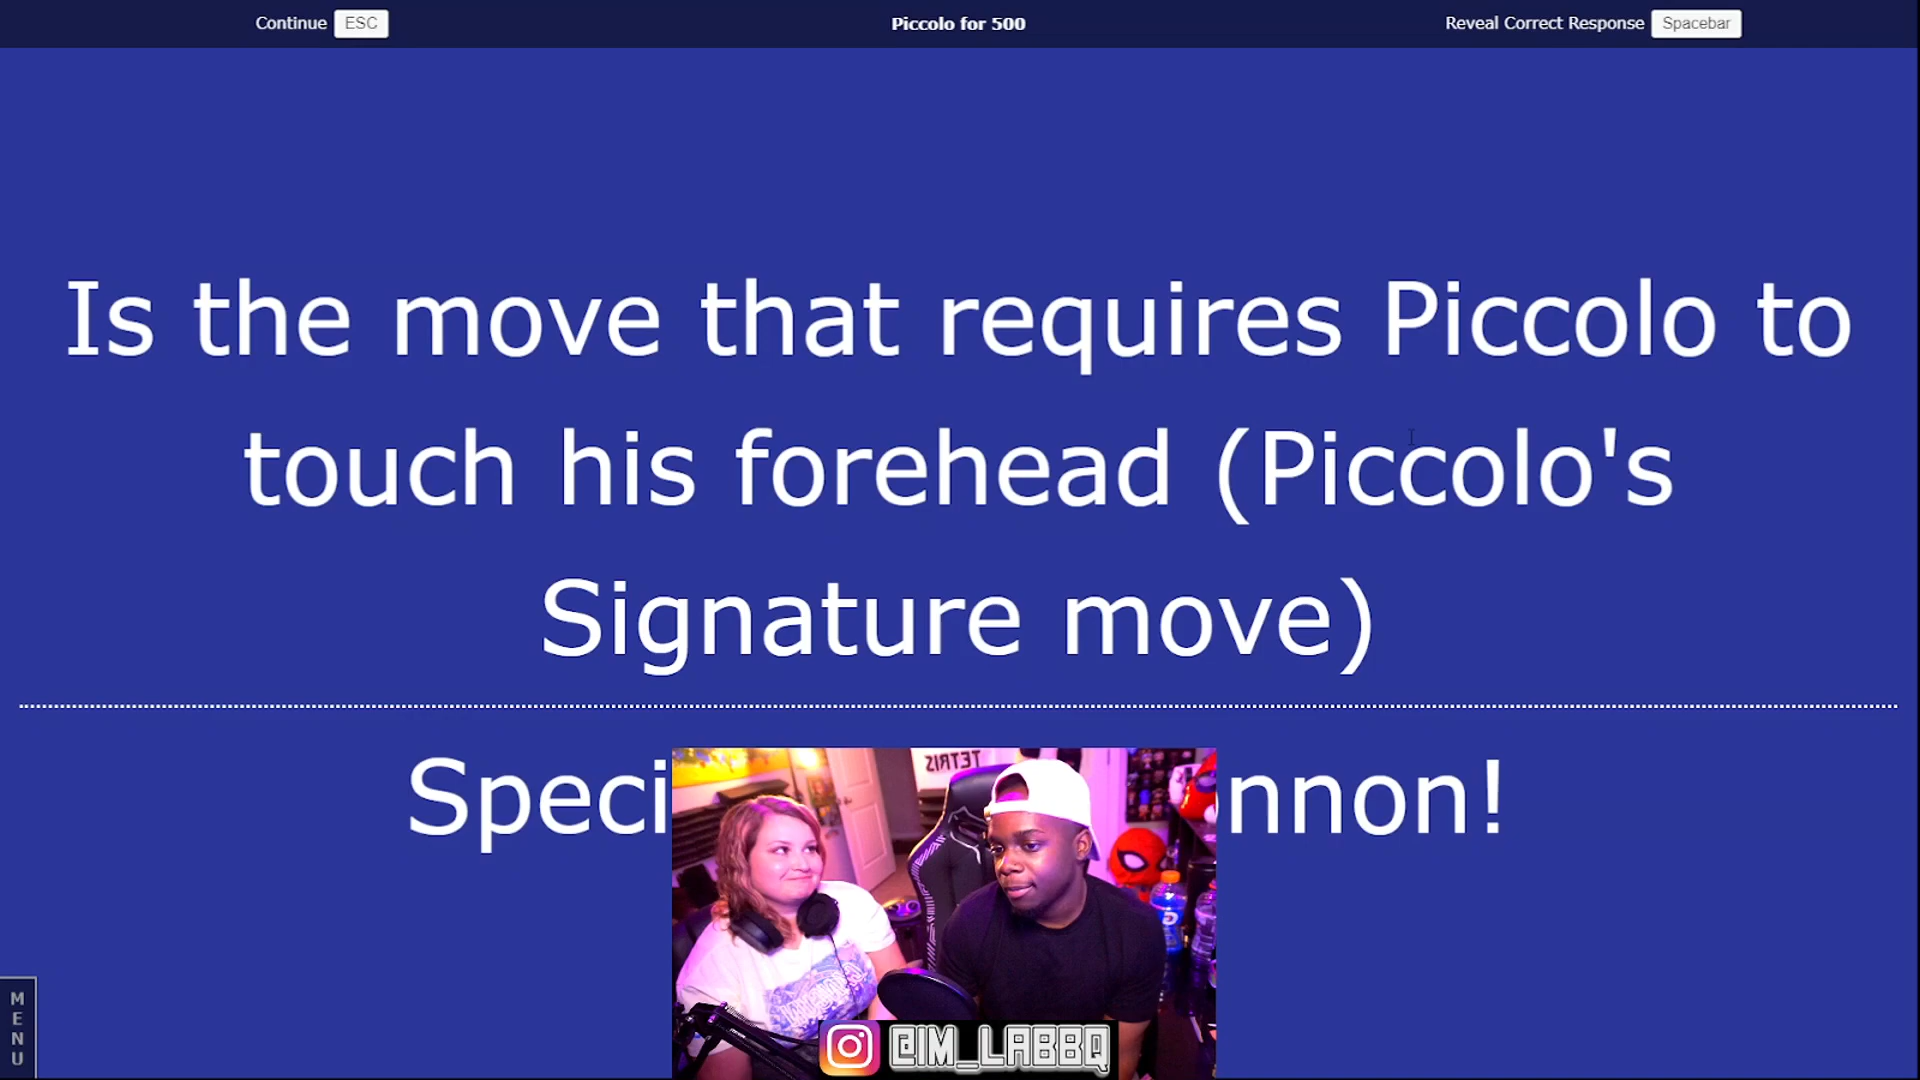 Continue ESC
Piccolo for 500
Reveal Correct Response Spacebar
Is the move that requires Piccolo to
touch his forehead (Piccolo's
Signature move)
Speci nnon!
TETRIS
@IM_LABBQ
MENU